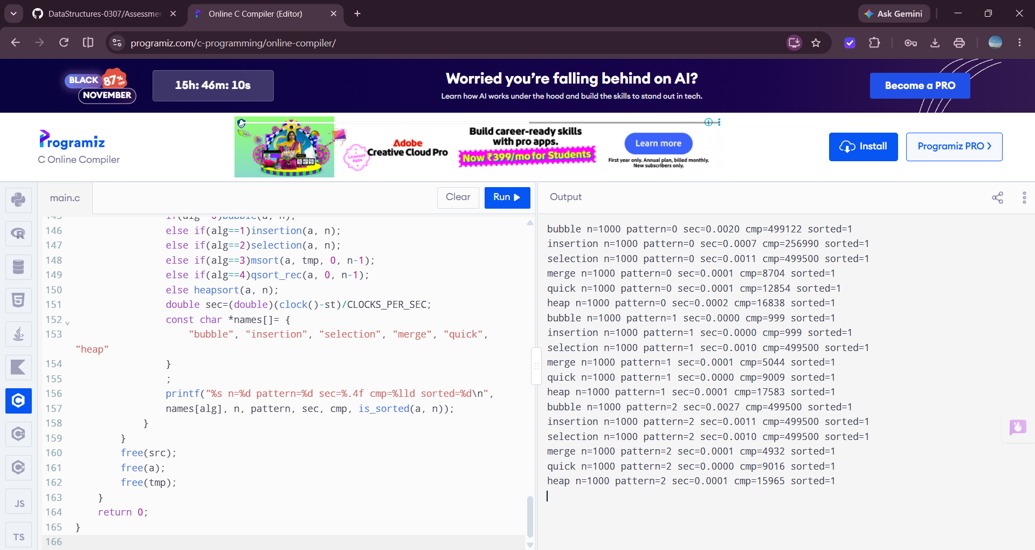 DataStructures-0307/Assessmen
Online C Compiler (Editor)
Ask Gemini
programiz.com/c-programming/online-compiler/
BLACK
87%
NOVEMBER
15h: 46m: 10s
Worried you're falling behind on AI?
Learn how AI works under the hood and build the skills to stand out in tech.
Become a PRO
Programiz
C Online Compiler
Adobe
Creative Cloud Pro
Build career-ready skills
with pro apps.
Now ₹399/mo for Students
Learn more
First year only. Annual plan, billed monthly.
New subscribers only.
Install
Programiz PRO >
main.c
Clear
Run
Output
146 else if(alg==1)insertion(a, n);
147 else if(alg==2)selection(a, n);
148 else if(alg==3)msort(a, tmp, 0, n-1);
149 else if(alg==4)qsort_rec(a, 0, n-1);
150 else heapsort(a, n);
151 double sec=(double)(clock()-st)/CLOCKS_PER_SEC;
152 const char *names[]= {
153 "bubble", "insertion", "selection", "merge", "quick",
"heap"
154 }
155 ;
156 printf("%s n=%d pattern=%d sec=%.4f cmp=%lld sorted=%d\n",
157 names[alg], n, pattern, sec, cmp, is_sorted(a, n));
158 }
159 }
160 free(src);
161 free(a);
162 free(tmp);
163 }
164 return 0;
165 }
166
JS
TS
bubble n=1000 pattern=0 sec=0.0020 cmp=499122 sorted=1
insertion n=1000 pattern=0 sec=0.0007 cmp=256990 sorted=1
selection n=1000 pattern=0 sec=0.0011 cmp=499500 sorted=1
merge n=1000 pattern=0 sec=0.0001 cmp=8704 sorted=1
quick n=1000 pattern=0 sec=0.0001 cmp=12854 sorted=1
heap n=1000 pattern=0 sec=0.0002 cmp=16838 sorted=1
bubble n=1000 pattern=1 sec=0.0000 cmp=999 sorted=1
insertion n=1000 pattern=1 sec=0.0000 cmp=999 sorted=1
selection n=1000 pattern=1 sec=0.0010 cmp=499500 sorted=1
merge n=1000 pattern=1 sec=0.0001 cmp=5044 sorted=1
quick n=1000 pattern=1 sec=0.0000 cmp=9009 sorted=1
heap n=1000 pattern=1 sec=0.0001 cmp=17583 sorted=1
bubble n=1000 pattern=2 sec=0.0027 cmp=499500 sorted=1
insertion n=1000 pattern=2 sec=0.0011 cmp=499500 sorted=1
selection n=1000 pattern=2 sec=0.0010 cmp=499500 sorted=1
merge n=1000 pattern=2 sec=0.0001 cmp=4932 sorted=1
quick n=1000 pattern=2 sec=0.0000 cmp=9016 sorted=1
heap n=1000 pattern=2 sec=0.0001 cmp=15965 sorted=1